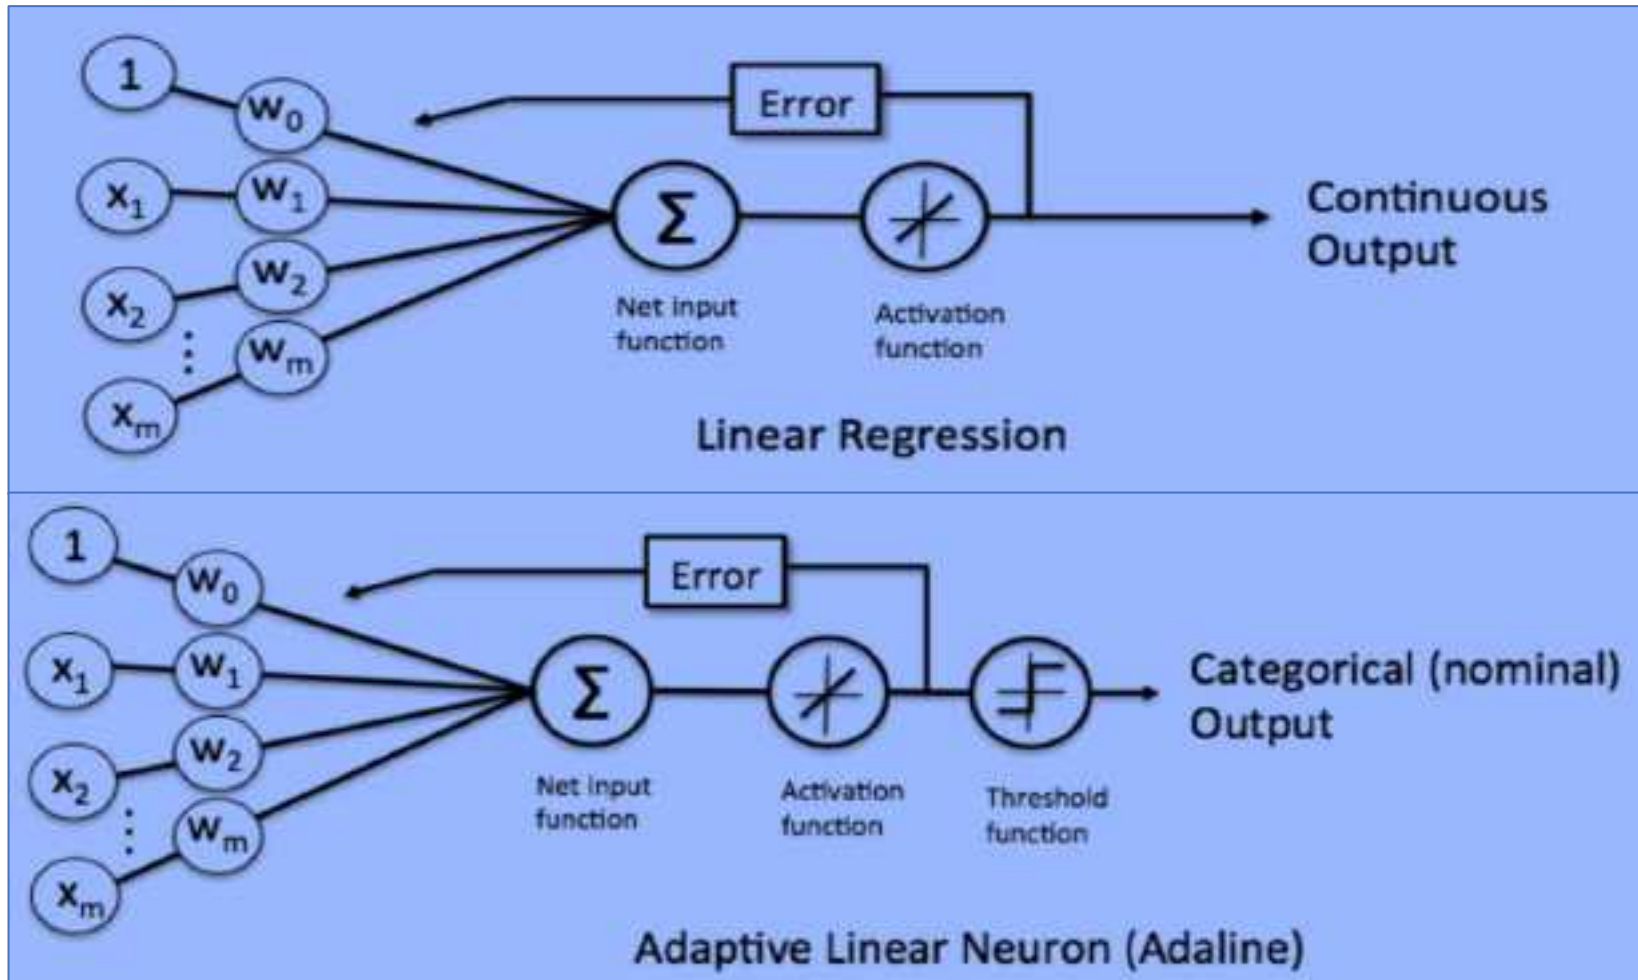 1
w0
x1
w1
x2
w2
⋮
xm
wm
Error
Σ
Net input
function
Activation
function
Continuous
Output
Linear Regression
1
w0
x1
w1
x2
w2
⋮
xm
wm
Error
Σ
Net input
function
Activation
function
Threshold
function
Categorical (nominal)
Output
Adaptive Linear Neuron (Adaline)